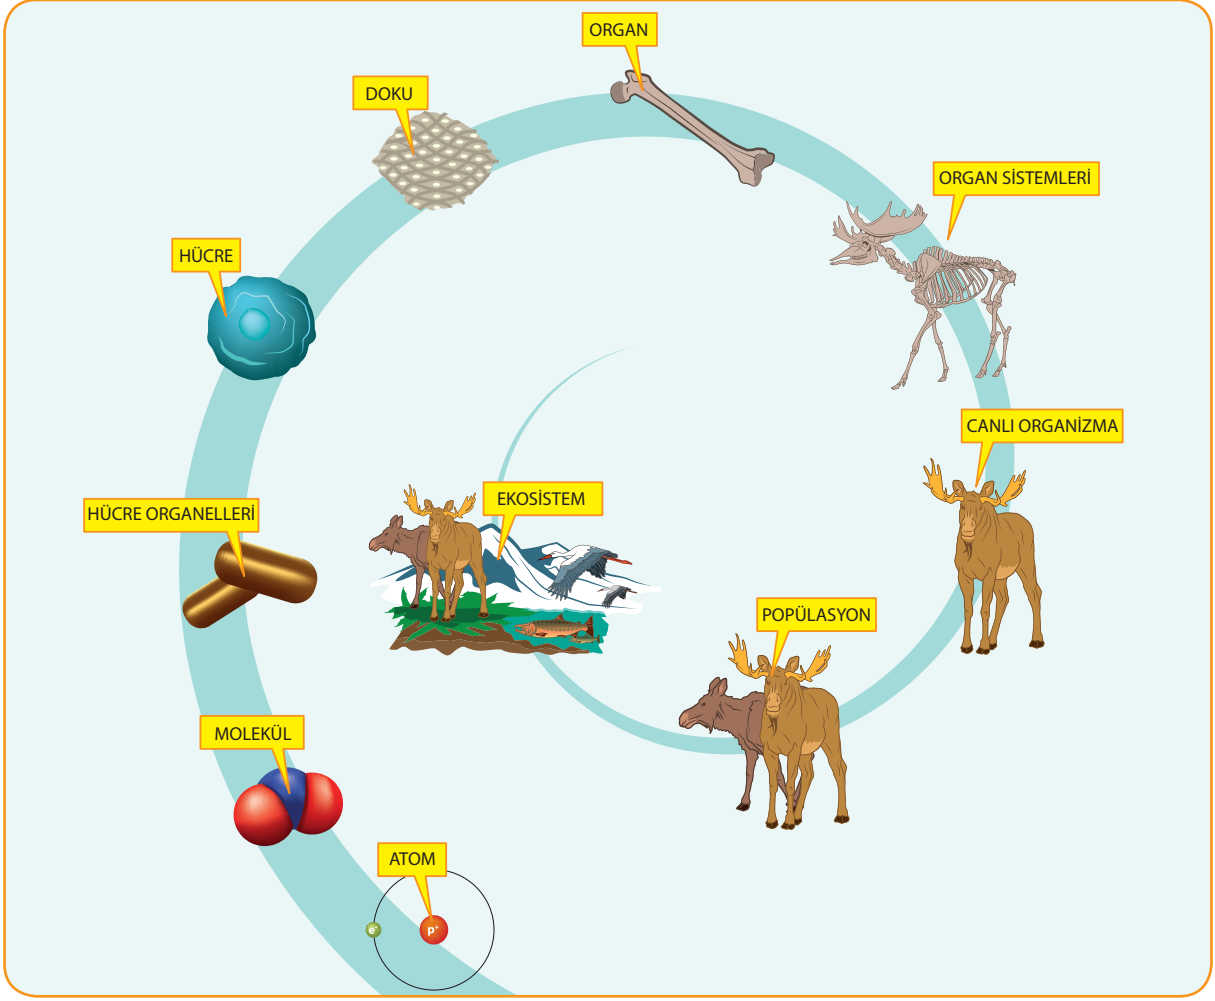 ORGAN
DOKU
ORGAN SİSTEMLERİ
HÜCRE
CANLI ORGANİZMA
EKOSİSTEM
HÜCRE ORGANELLERİ
POPÜLASYON
MOLEKÜL
ATOM
e⁻
p⁺